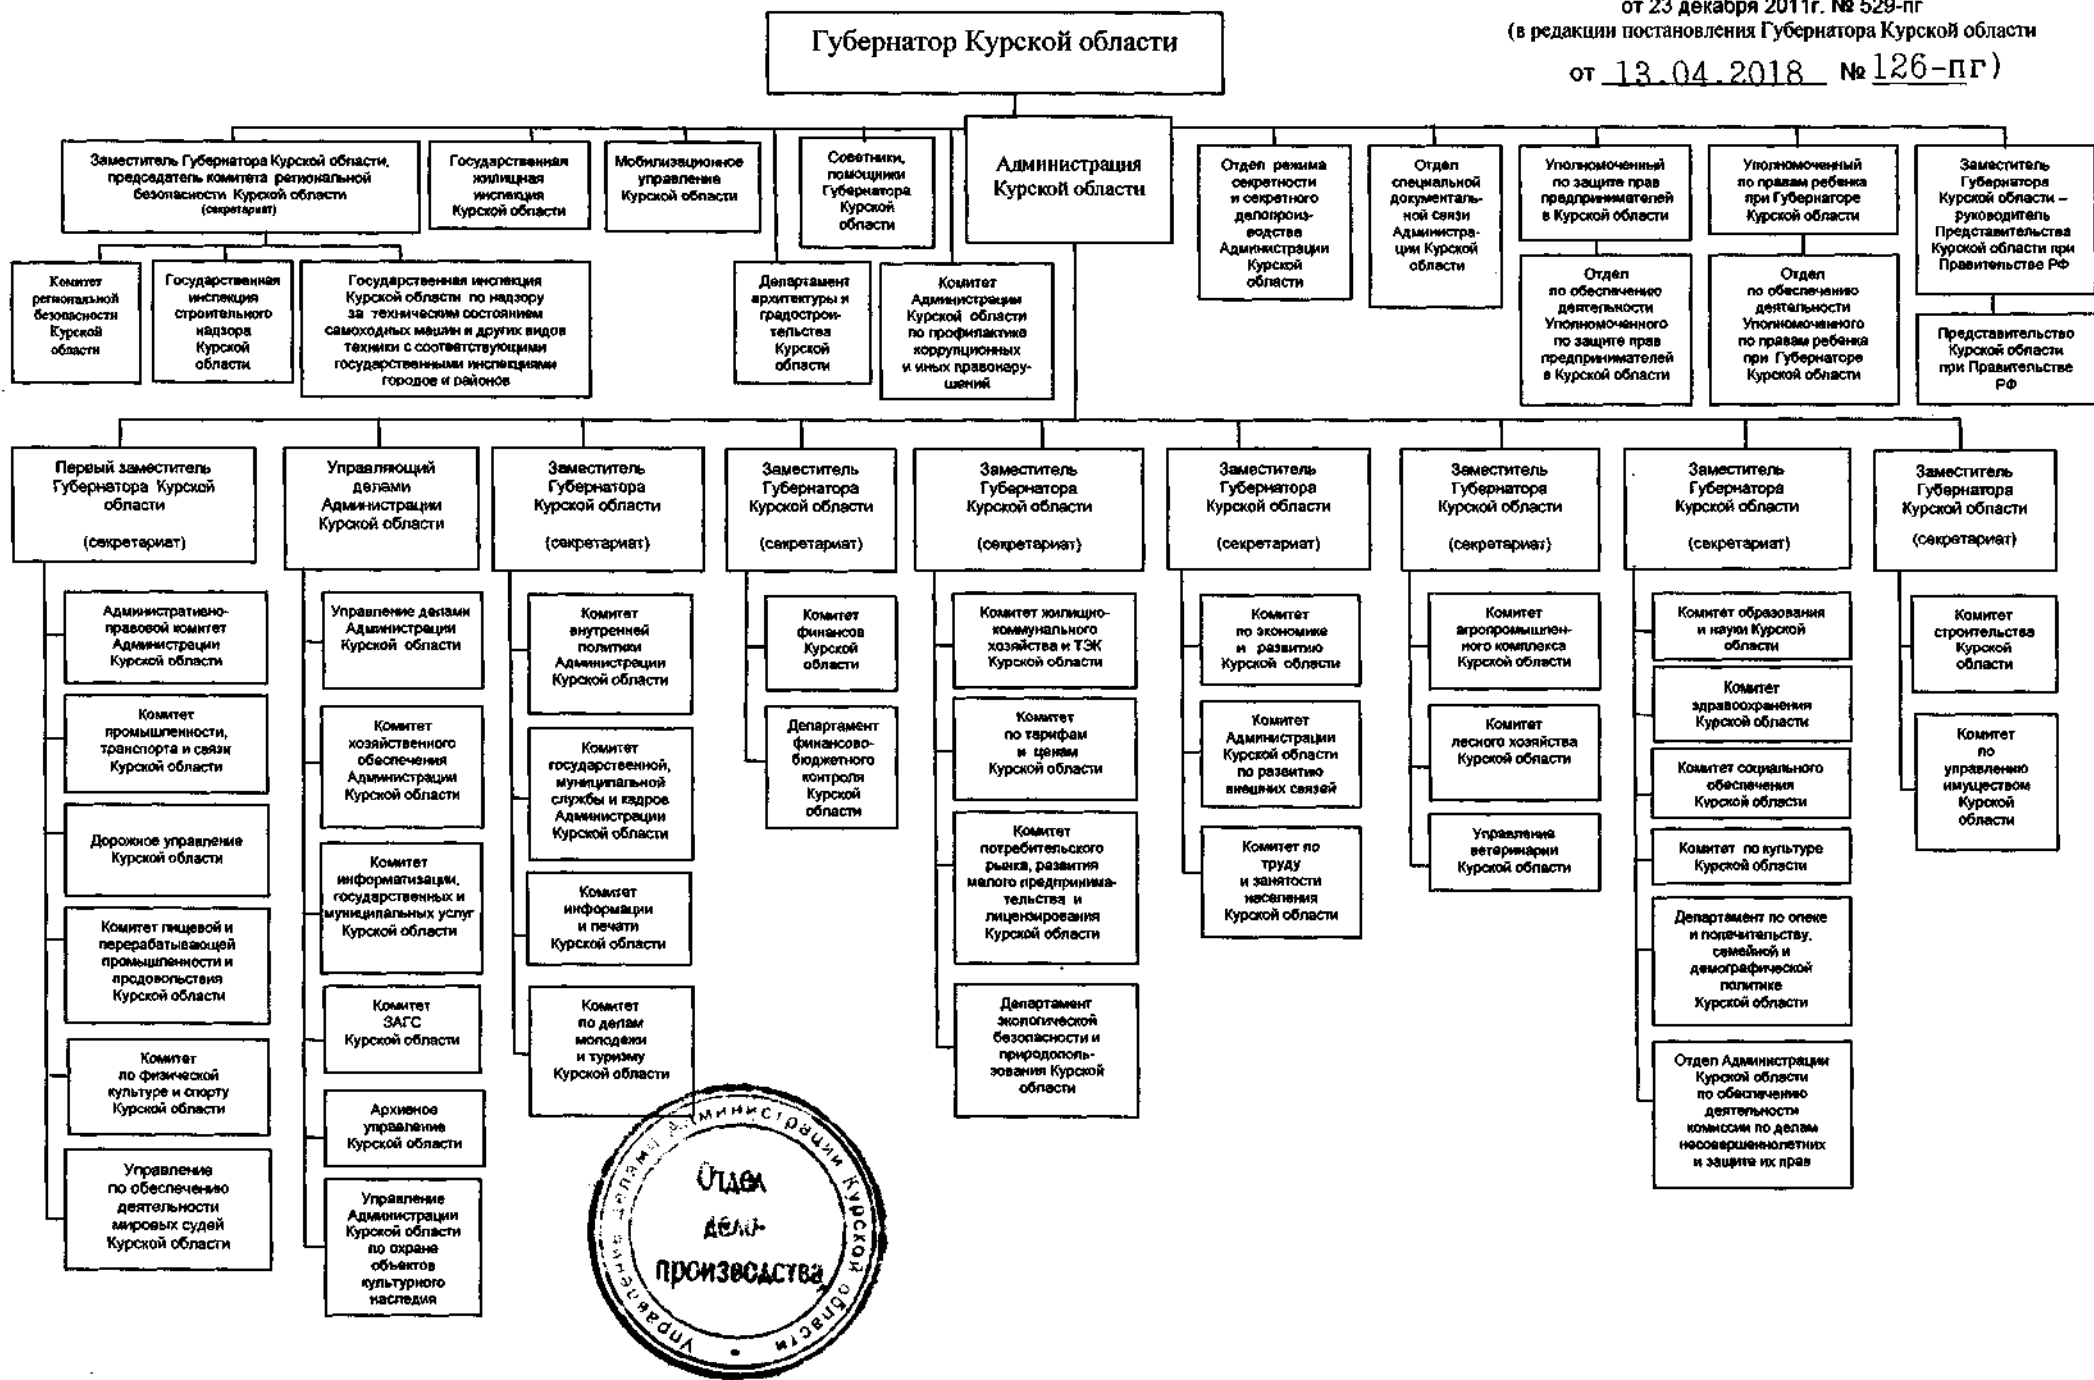 от 23 декабря 2011г. № 529-пг
(в редакции постановления Губернатора Курской области
от 13.04.2018 № 126-пг)
Губернатор Курской области
Администрация
Курской области
Заместитель Губернатора Курской области,
председатель комитета региональной
безопасности Курской области
(секретариат)
Государственная
жилищная
инспекция
Курской области
Мобилизационное
управление
Курской области
Советники,
помощники
Губернатора
Курской
области
Отдел режима
секретности
и секретного
делопроиз-
водства
Администрации
Курской
области
Отдел
специальной
документаль-
ной связи
Администра-
ции Курской
области
Уполномоченный
по защите прав
предпринимателей
в Курской области
Уполномоченный
по правам ребенка
при Губернаторе
Курской области
Заместитель
Губернатора
Курской области –
руководитель
Представительства
Курской области при
Правительстве РФ
Комитет
региональной
безопасности
Курской
области
Государственная
инспекция
строительного
надзора
Курской
области
Государственная инспекция
Курской области по надзору
за техническим состоянием
самоходных машин и других видов
техники с соответствующими
государственными инспекциями
городов и районов
Департамент
архитектуры и
градострои-
тельства
Курской
области
Комитет
Администрации
Курской области
по профилактике
коррупционных
и иных правонару-
шений
Отдел
по обеспечению
деятельности
Уполномоченного
по защите прав
предпринимателей
в Курской области
Отдел
по обеспечению
деятельности
Уполномоченного
по правам ребенка
при Губернаторе
Курской области
Представительство
Курской области
при Правительстве
РФ
Первый заместитель
Губернатора Курской
области
(секретариат)
Административно-
правовой комитет
Администрации
Курской области
Комитет
промышленности,
транспорта и связи
Курской области
Дорожное управление
Курской области
Комитет пищевой и
перерабатывающей
промышленности и
продовольствия
Курской области
Комитет
по физической
культуре и спорту
Курской области
Управление
по обеспечению
деятельности
мировых судей
Курской области
Управляющий
делами
Администрации
Курской области
Управление делами
Администрации
Курской области
Комитет
хозяйственного
обеспечения
Администрации
Курской области
Комитет
информатизации,
государственных и
муниципальных услуг
Курской области
Комитет
ЗАГС
Курской области
Архивное
управление
Курской области
Управление
Администрации
Курской области
по охране
объектов
культурного
наследия
Заместитель
Губернатора
Курской области
(секретариат)
Комитет
внутренней
политики
Администрации
Курской области
Комитет
государственной,
муниципальной
службы и кадров
Администрации
Курской области
Комитет
информации
и печати
Курской области
Комитет
по делам
молодежи
и туризму
Курской области
Заместитель
Губернатора
Курской области
(секретариат)
Комитет
финансов
Курской
области
Департамент
финансово-
бюджетного
контроля
Курской
области
Заместитель
Губернатора
Курской области
(секретариат)
Комитет жилищно-
коммунального
хозяйства и ТЭК
Курской области
Комитет
по тарифам
и ценам
Курской области
Комитет
потребительского
рынка, развития
малого предпринима-
тельства и
лицензирования
Курской области
Департамент
экологической
безопасности и
природополь-
зования Курской
области
Заместитель
Губернатора
Курской области
(секретариат)
Комитет
по экономике
и развитию
Курской области
Комитет
Администрации
Курской области
по развитию
внешних связей
Комитет по
труду
и занятости
населения
Курской области
Заместитель
Губернатора
Курской области
(секретариат)
Комитет
агропромышлен-
ного комплекса
Курской области
Комитет
лесного хозяйства
Курской области
Управление
ветеринарии
Курской области
Заместитель
Губернатора
Курской области
(секретариат)
Комитет образования
и науки Курской
области
Комитет
здравоохранения
Курской области
Комитет социального
обеспечения
Курской области
Комитет по культуре
Курской области
Департамент по опеке
и попечительству,
семейной и
демографической
политике
Курской области
Отдел Администрации
Курской области
по обеспечению
деятельности
комиссии по делам
несовершеннолетних
и защите их прав
Заместитель
Губернатора
Курской области
(секретариат)
Комитет
строительства
Курской
области
Комитет
по
управлению
имуществом
Курской
области
Управление делами Администрации Курской области
Отдел
дело-
производства